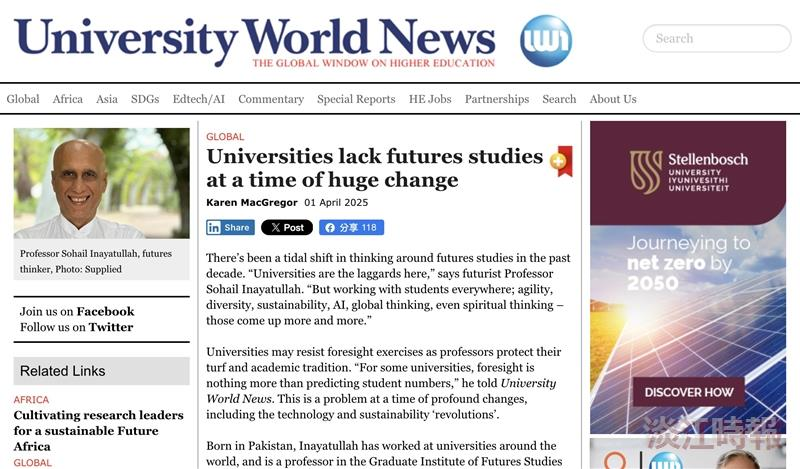 University World News
THE GLOBAL WINDOW ON HIGHER EDUCATION
uwn
Search
Global Africa Asia SDGs Edtech/AI Commentary Special Reports HE Jobs Partnerships Search About Us
Professor Sohail Inayatullah, futures
thinker, Photo: Supplied
Join us on Facebook
Follow us on Twitter
Related Links
AFRICA
Cultivating research leaders
for a sustainable Future
Africa
GLOBAL
GLOBAL
Universities lack futures studies
at a time of huge change
Karen MacGregor 01 April 2025
in Share
X Post
分享 118
There’s been a tidal shift in thinking around futures studies in the past
decade. “Universities are the laggards here,” says futurist Professor
Sohail Inayatullah. “But working with students everywhere; agility,
diversity, sustainability, AI, global thinking, even spiritual thinking –
those come up more and more.”
Universities may resist foresight exercises as professors protect their
turf and academic tradition. “For some universities, foresight is
nothing more than predicting student numbers,” he told University
World News. This is a problem at a time of profound changes,
including the technology and sustainability ‘revolutions’.
Born in Pakistan, Inayatullah has worked at universities around the
world, and is a professor in the Graduate Institute of Futures Studies
Stellenbosch
UNIVERSITY
IYUNIVESITHI
UNIVERSITEIT
Journeying to
net zero by
2050
DISCOVER HOW
淡江時報